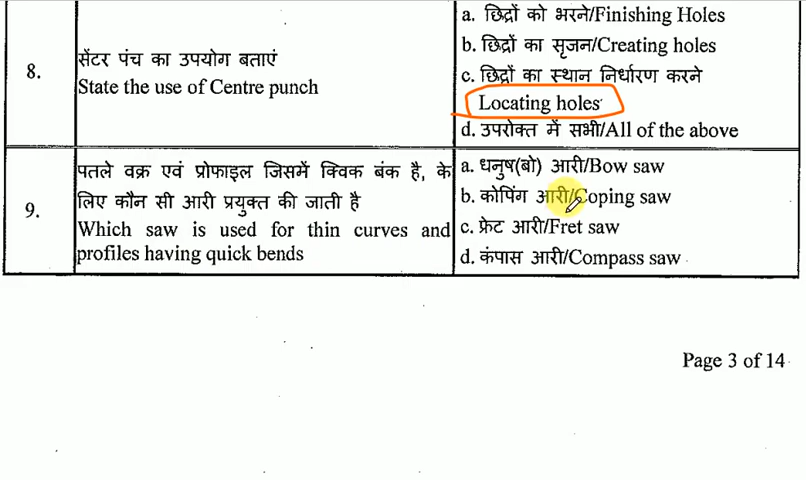 a. छिद्रों को भरने/Finishing Holes
b. छिद्रों का सृजन/Creating holes
8.
सेंटर पंच का उपयोग बताएं
State the use of Centre punch
c. छिद्रों का स्थान निर्धारण करने
Locating holes
d. उपरोक्त में सभी/All of the above
9.
पतले वक्र एवं प्रोफाइल जिसमें क्विक बंक है, के
लिए कौन सी आरी प्रयुक्त की जाती है
Which saw is used for thin curves and
profiles having quick bends
a. धनुष(बो) आरी/Bow saw
b. कोपिंग आरी/Coping saw
c. फ्रेट आरी/Fret saw
d. कंपास आरी/Compass saw
Page 3 of 14